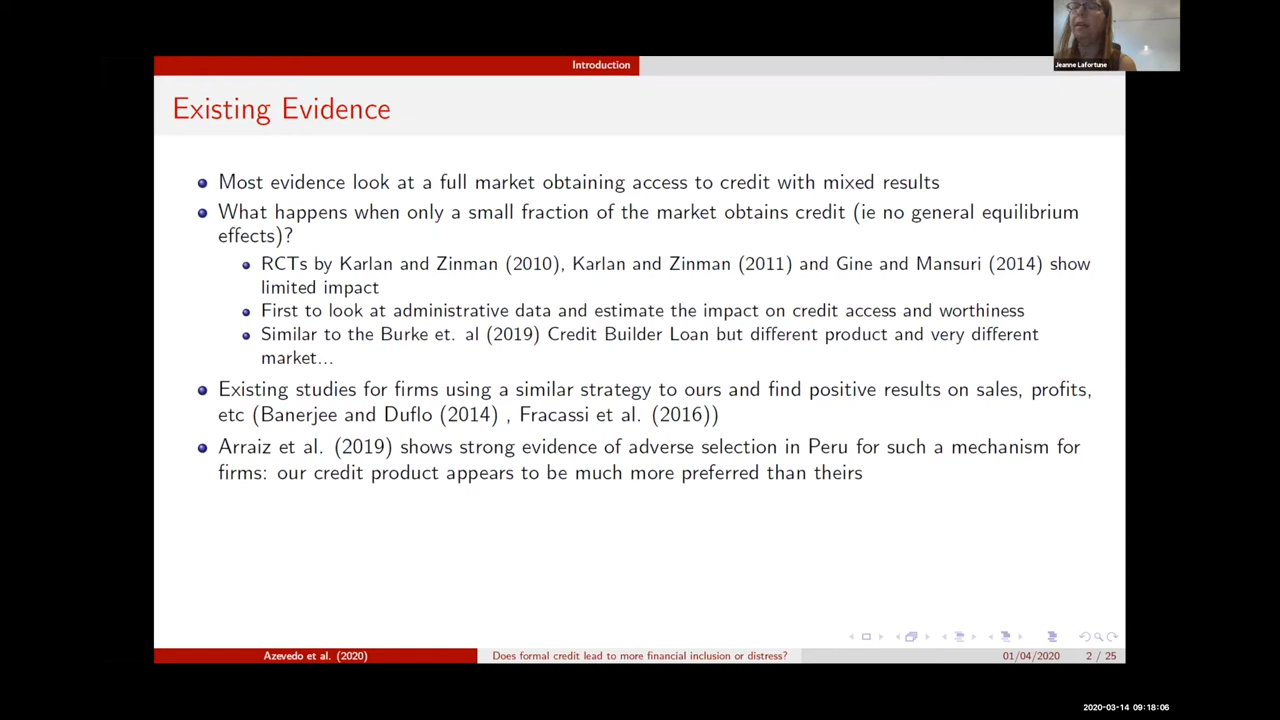 Jeanne Lafortune
Introduction
Existing Evidence
Most evidence look at a full market obtaining access to credit with mixed results
What happens when only a small fraction of the market obtains credit (ie no general equilibrium
effects)?
RCTs by Karlan and Zinman (2010), Karlan and Zinman (2011) and Gine and Mansuri (2014) show
limited impact
First to look at administrative data and estimate the impact on credit access and worthiness
Similar to the Burke et. al (2019) Credit Builder Loan but different product and very different
market...
Existing studies for firms using a similar strategy to ours and find positive results on sales, profits,
etc (Banerjee and Duflo (2014) , Fracassi et al. (2016))
Arraiz et al. (2019) shows strong evidence of adverse selection in Peru for such a mechanism for
firms: our credit product appears to be much more preferred than theirs
Azevedo et al. (2020) Does formal credit lead to more financial inclusion or distress? 01/04/2020 2 / 25
2020-03-14 09:18:06